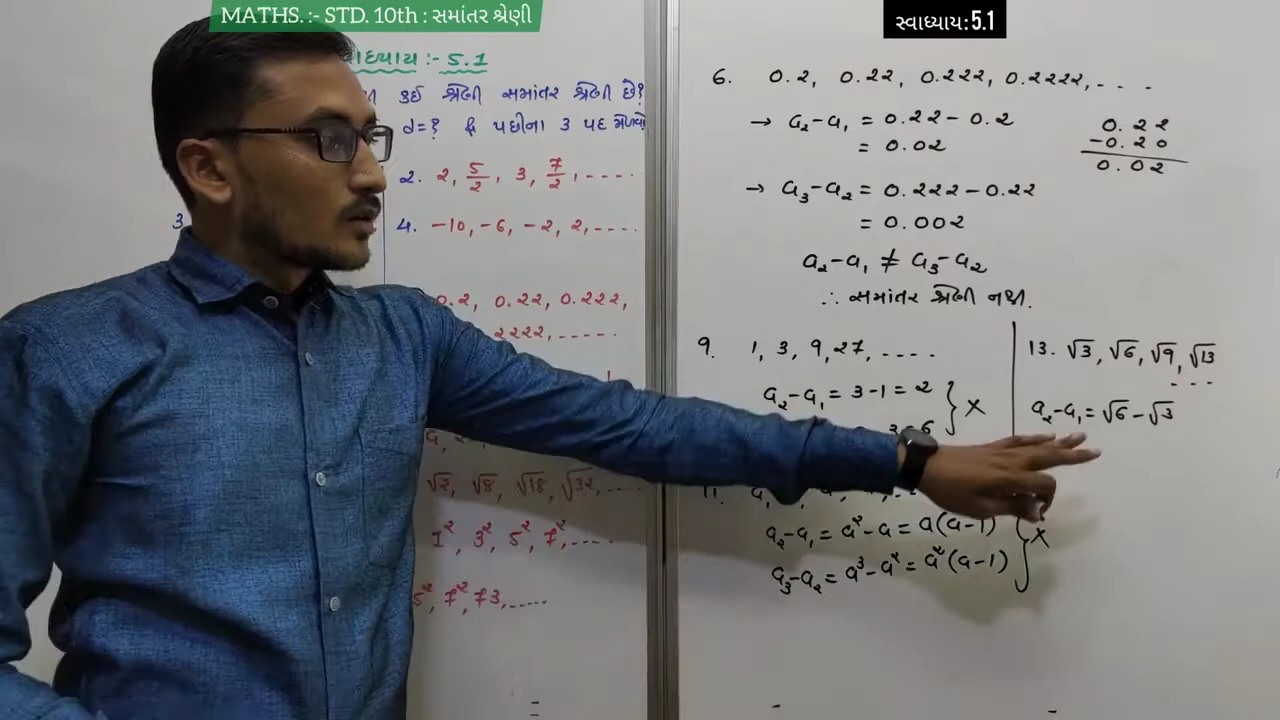 MATHS. :- STD. 10th : સમાંતર શ્રેણી
સ્વાધ્યાય: 5.1
:- 5.1
કઇ શ્રેણી સમાંતર શ્રેણી છે?
d=? & પછીના 3 પદ મેળવો
2. 2, 5/2, 3, 7/2, ....
3
4. -10, -6, -2, 2, ....
0.2, 0.22, 0.222,
2222, .....
√2, √8, √18, √32, ....
1², 3², 5², 7², ....
5², 7², 73, .....
6. 0.2, 0.22, 0.222, 0.2222, . . . .
→ a₂-a₁ = 0.22 - 0.2
= 0.02
0.22
-0.20
0.02
→ a₃-a₂ = 0.222 - 0.22
= 0.002
a₂-a₁ ≠ a₃-a₂
∴ સમાંતર શ્રેણી નથી.
9. 1, 3, 9, 27, ....
a₂-a₁ = 3-1 = 2 } ×
3 = 6
11.
a₂-a₁ = a²-a = a(a-1) } ×
a₃-a₂ = a³-a² = a²(a-1)
13. √3, √6, √9, √13
...
a₂-a₁ = √6 - √3